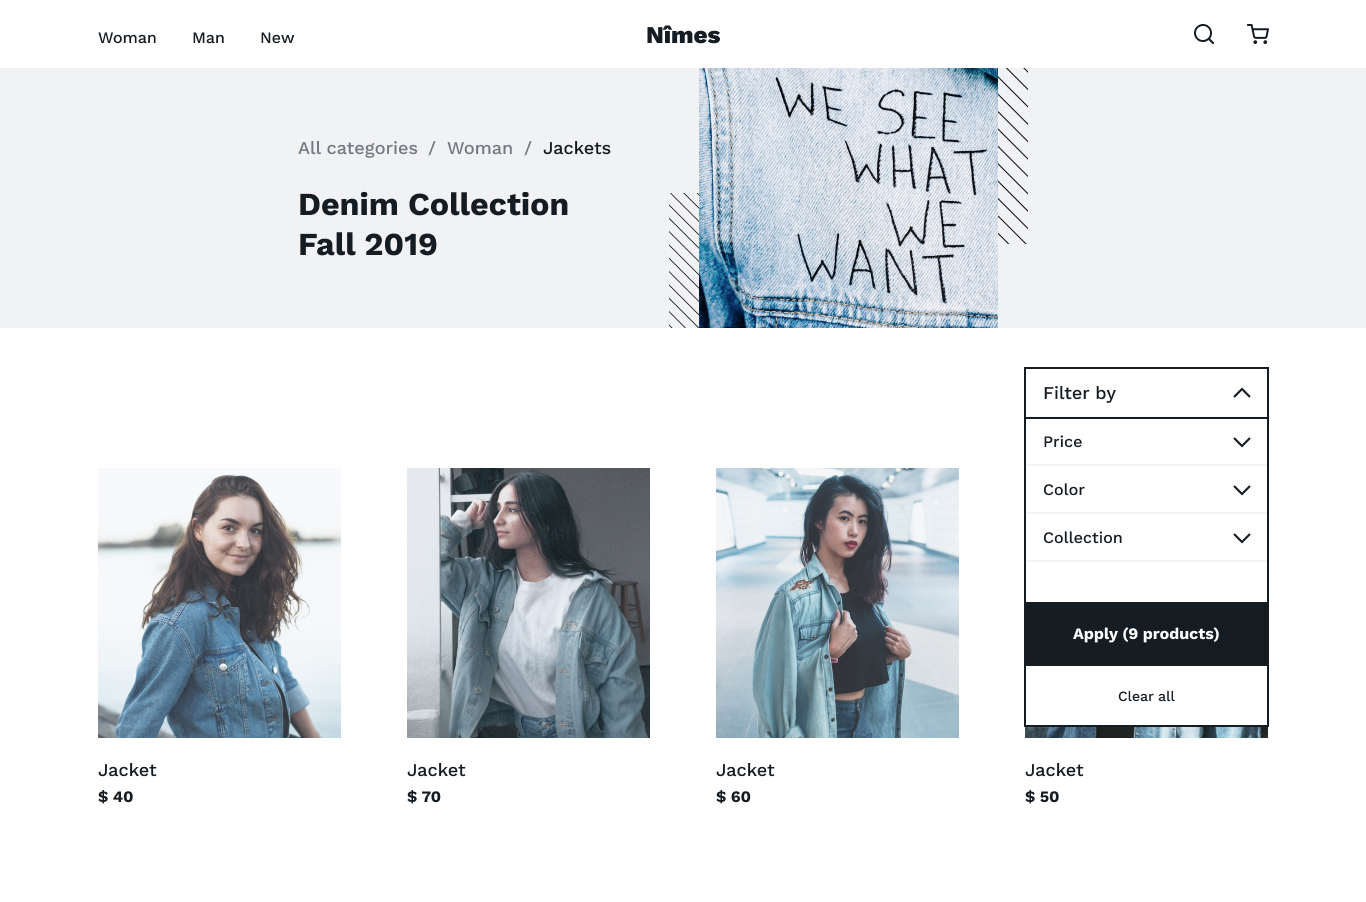 Woman Man New Nîmes
All categories / Woman / Jackets
Denim Collection
Fall 2019
WE SEE
WHAT
WE
WANT
Filter by
Price
Color
Collection
Apply (9 products)
Clear all
Jacket
$ 40
Jacket
$ 70
Jacket
$ 60
Jacket
$ 50